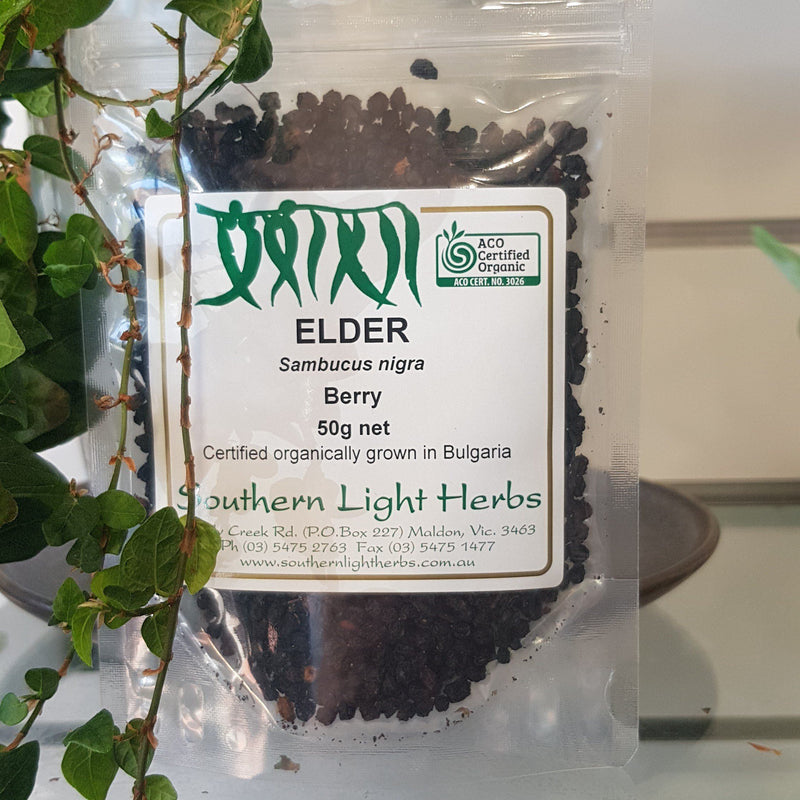 ACO
Certified
Organic
ACO CERT. NO. 3026
ELDER
Sambucus nigra
Berry
50g net
Certified organically grown in Bulgaria
Southern Light Herbs
Creek Rd. (P.O.Box 227) Maldon, Vic. 3463
Ph (03) 5475 2763 Fax (03) 5475 1477
www.southernlightherbs.com.au